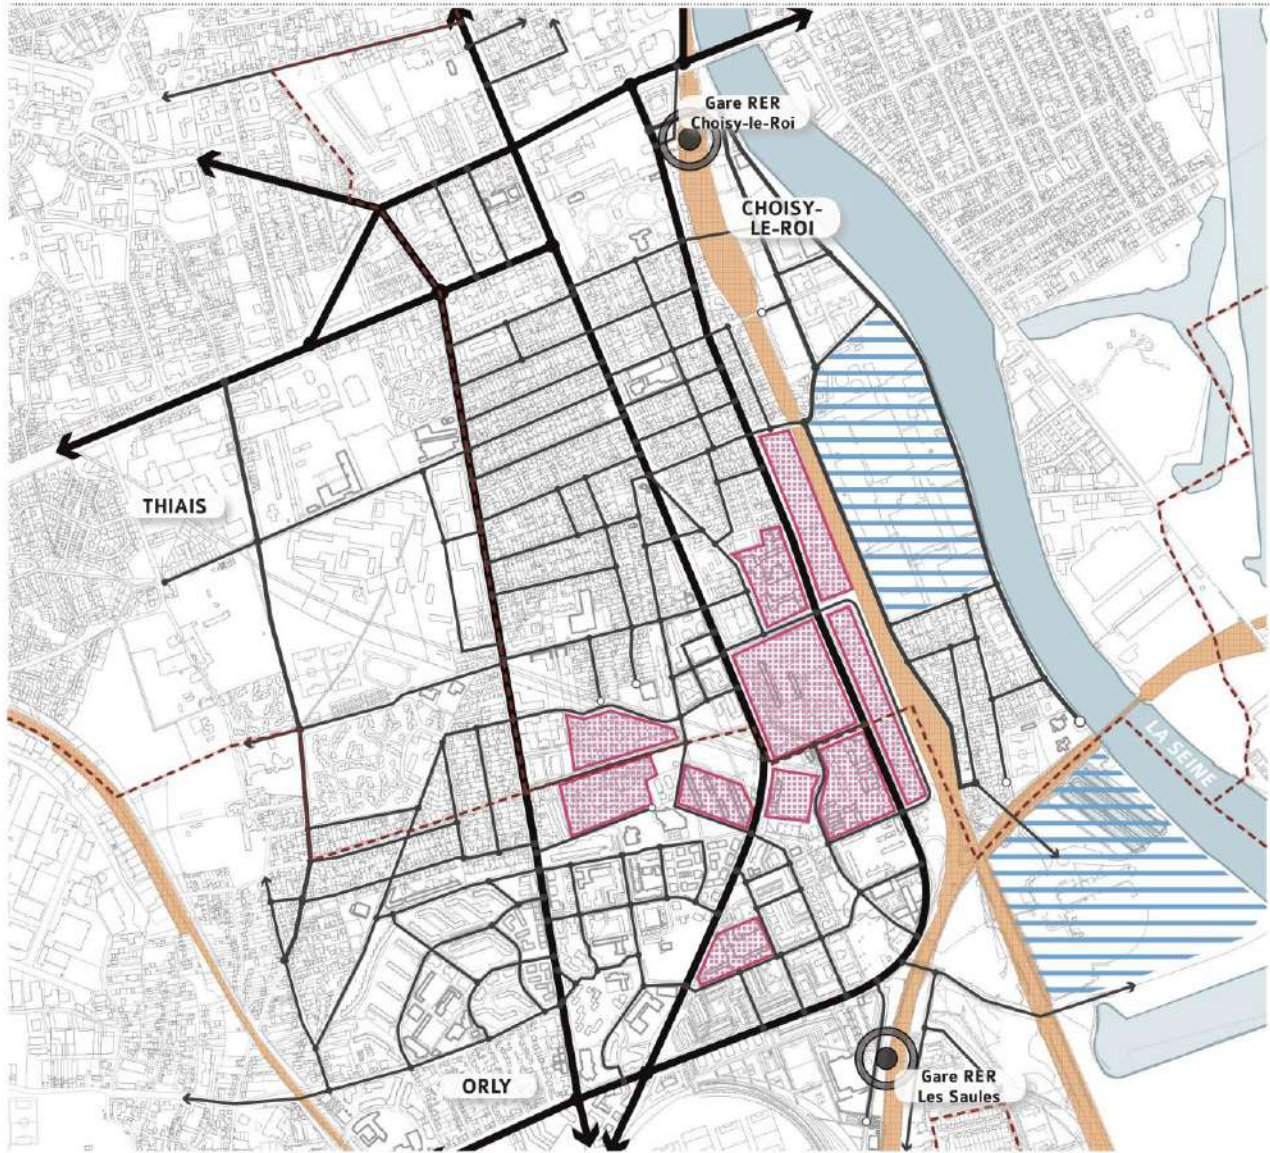 Gare RER
Choisy-le-Roi
CHOISY-
LE-ROI
THIAIS
LA SEINE
ORLY
Gare RER
Les Saules